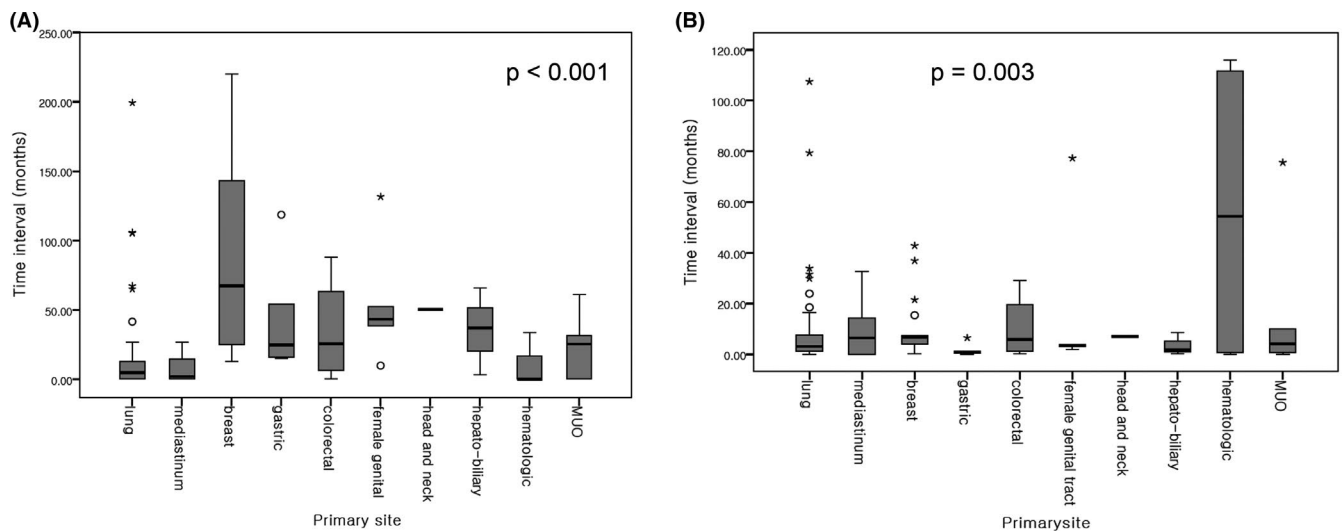 (A)
250.00
200.00
150.00
100.00
50.00
0.00
Time interval (months)
p < 0.001
lung
mediastinum
breast
gastric
colorectal
female genital
head and neck
hepato-biliary
hematologic
MUO
Primary site
(B)
120.00
100.00
80.00
60.00
40.00
20.00
0.00
Time interval (months)
p = 0.003
lung
mediastinum
breast
gastric
colorectal
female genital tract
head and neck
hepato-biliary
hematologic
MUO
Primarysite